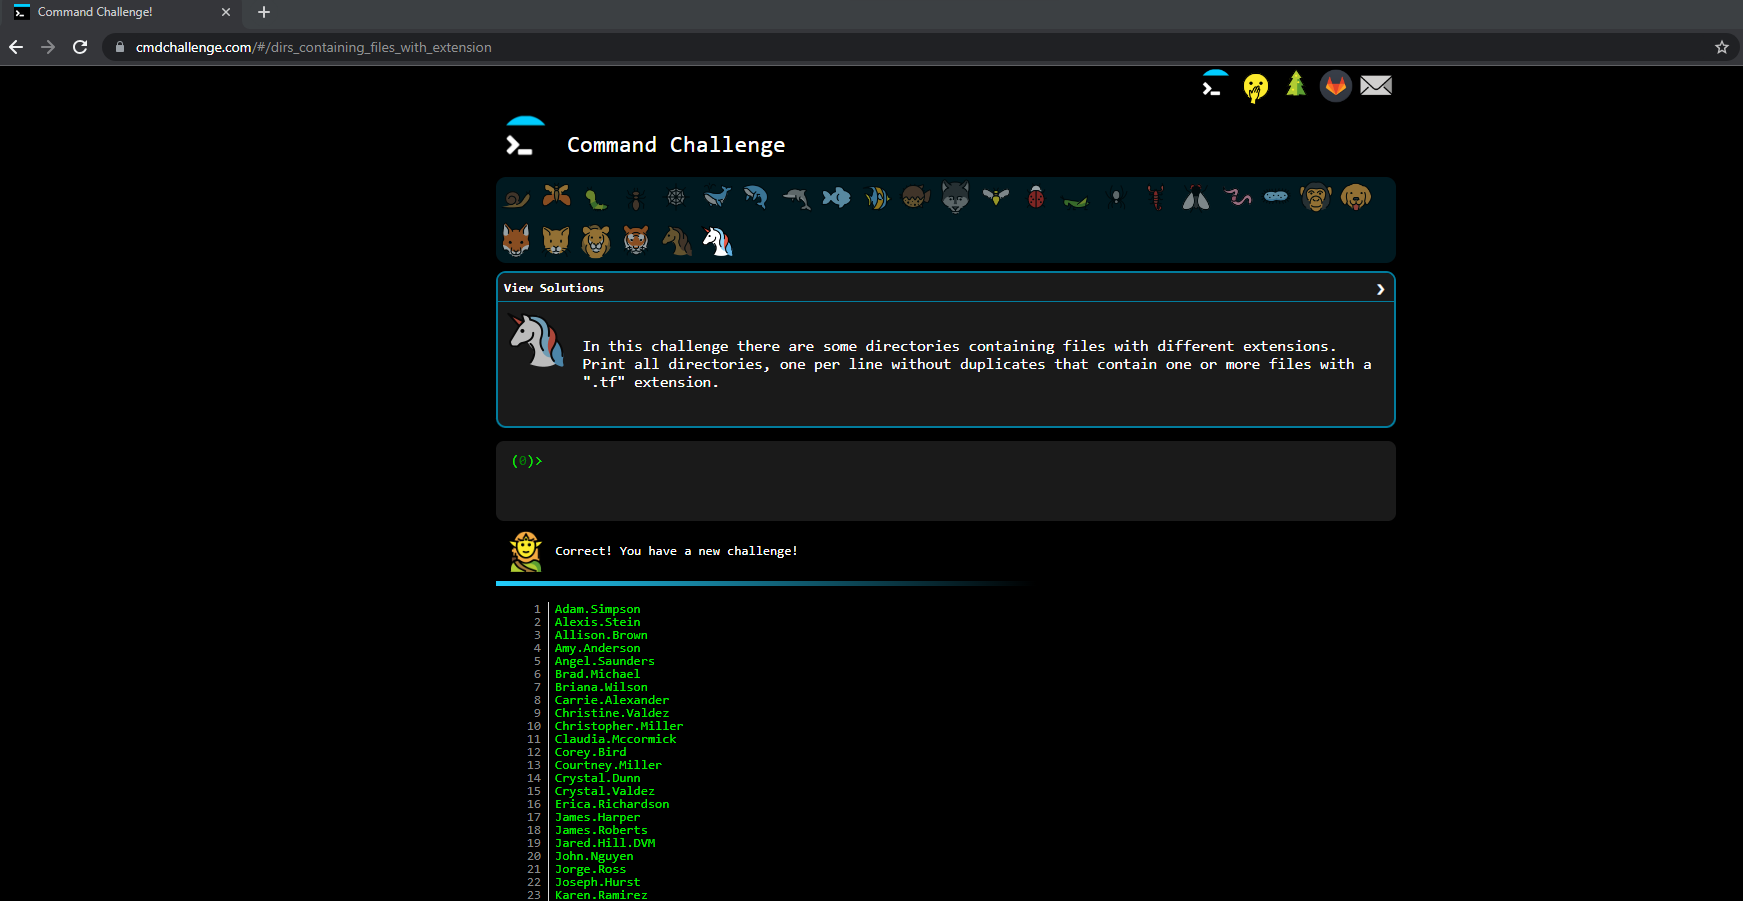 Command Challenge!
cmdchallenge.com/#/dirs_containing_files_with_extension
Command Challenge
View Solutions
In this challenge there are some directories containing files with different extensions.
Print all directories, one per line without duplicates that contain one or more files with a
".tf" extension.
(0)>
Correct! You have a new challenge!
1 Adam.Simpson
2 Alexis.Stein
3 Allison.Brown
4 Amy.Anderson
5 Angel.Saunders
6 Brad.Michael
7 Briana.Wilson
8 Carrie.Alexander
9 Christine.Valdez
10 Christopher.Miller
11 Claudia.Mccormick
12 Corey.Bird
13 Courtney.Miller
14 Crystal.Dunn
15 Crystal.Valdez
16 Erica.Richardson
17 James.Harper
18 James.Roberts
19 Jared.Hill.DVM
20 John.Nguyen
21 Jorge.Ross
22 Joseph.Hurst
23 Karen.Ramirez